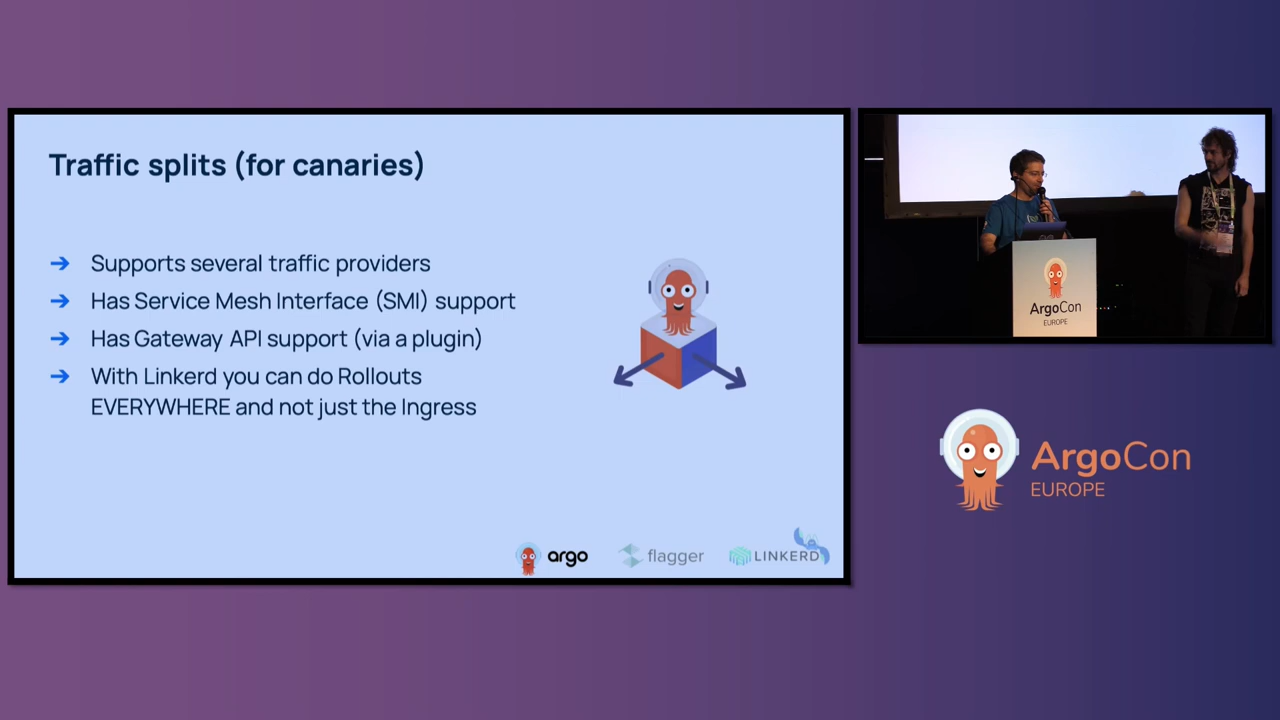 Traffic splits (for canaries)
➔ Supports several traffic providers
➔ Has Service Mesh Interface (SMI) support
➔ Has Gateway API support (via a plugin)
➔ With Linkerd you can do Rollouts
EVERYWHERE and not just the Ingress
argo
flagger
LINKERD
ArgoCon
EUROPE
ArgoCon
EUROPE